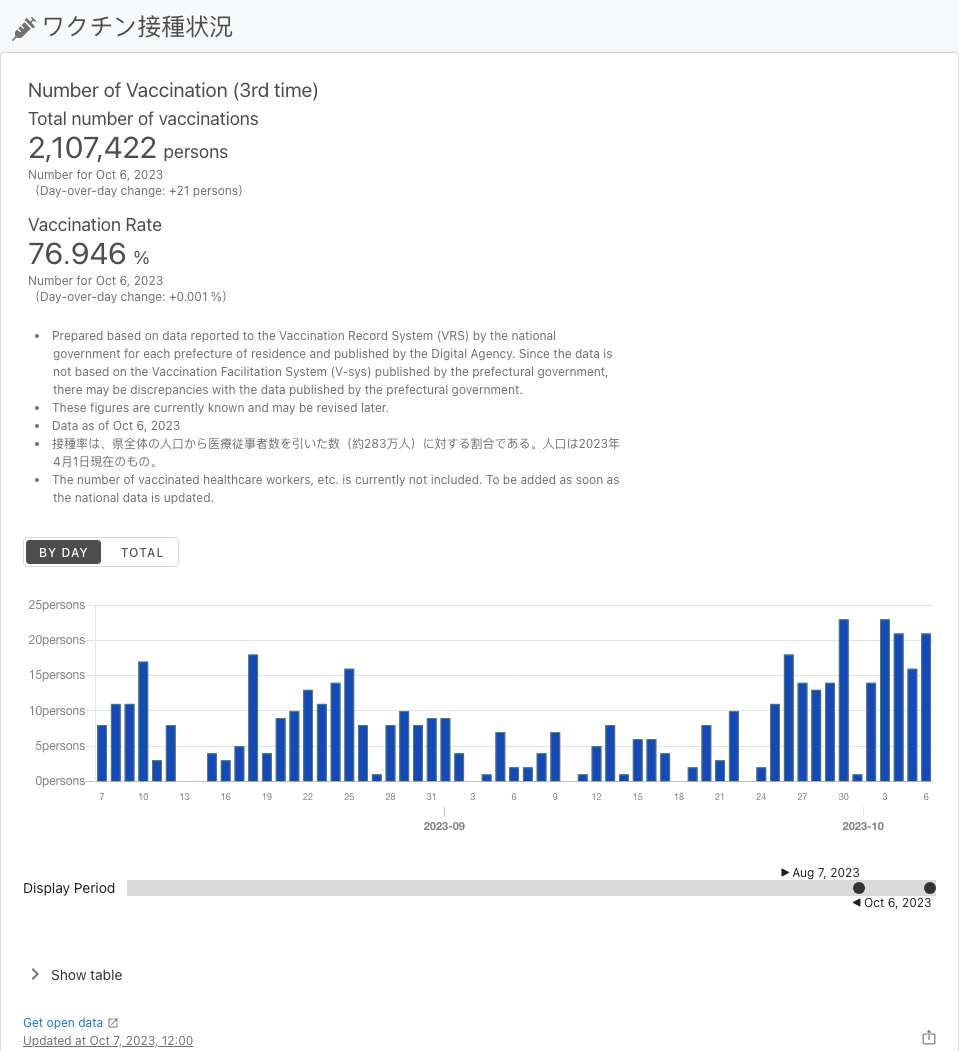 ワクチン接種状況
Number of Vaccination (3rd time)
Total number of vaccinations
2,107,422 persons
Number for Oct 6, 2023
(Day-over-day change: +21 persons)
Vaccination Rate
76.946 %
Number for Oct 6, 2023
(Day-over-day change: +0.001 %)
• Prepared based on data reported to the Vaccination Record System (VRS) by the national
government for each prefecture of residence and published by the Digital Agency. Since the data is
not based on the Vaccination Facilitation System (V-sys) published by the prefectural government,
there may be discrepancies with the data published by the prefectural government.
• These figures are currently known and may be revised later.
• Data as of Oct 6, 2023
• 接種率は、県全体の人口から医療従事者数を引いた数（約283万人）に対する割合である。人口は2023年
4月1日現在のもの。
• The number of vaccinated healthcare workers, etc. is currently not included. To be added as soon as
the national data is updated.
BY DAY TOTAL
25persons
20persons
15persons
10persons
5persons
0persons
7 10 13 16 19 22 25 28 31 3 6 9 12 15 18 21 24 27 30 3 6
2023-09 2023-10
▶ Aug 7, 2023
Display Period
◀ Oct 6, 2023
Show table
Get open data
Updated at Oct 7, 2023, 12:00